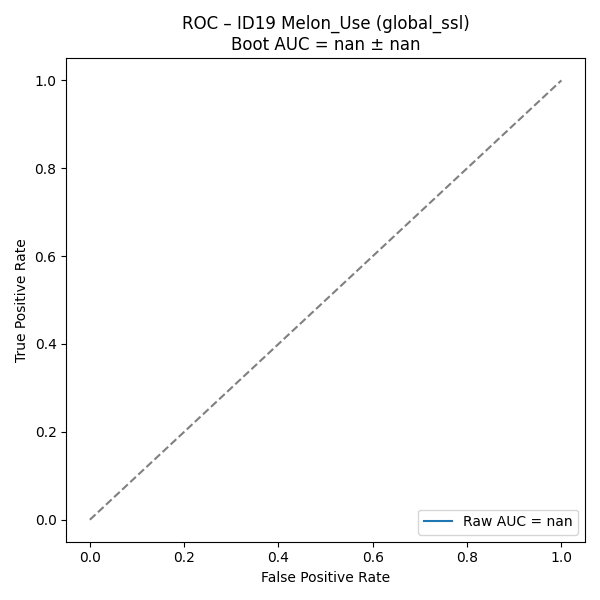 ROC – ID19 Melon_Use (global_ssl)
Boot AUC = nan ± nan
1.0
0.8
0.6
0.4
0.2
0.0
True Positive Rate
Raw AUC = nan
0.0 0.2 0.4 0.6 0.8 1.0
False Positive Rate